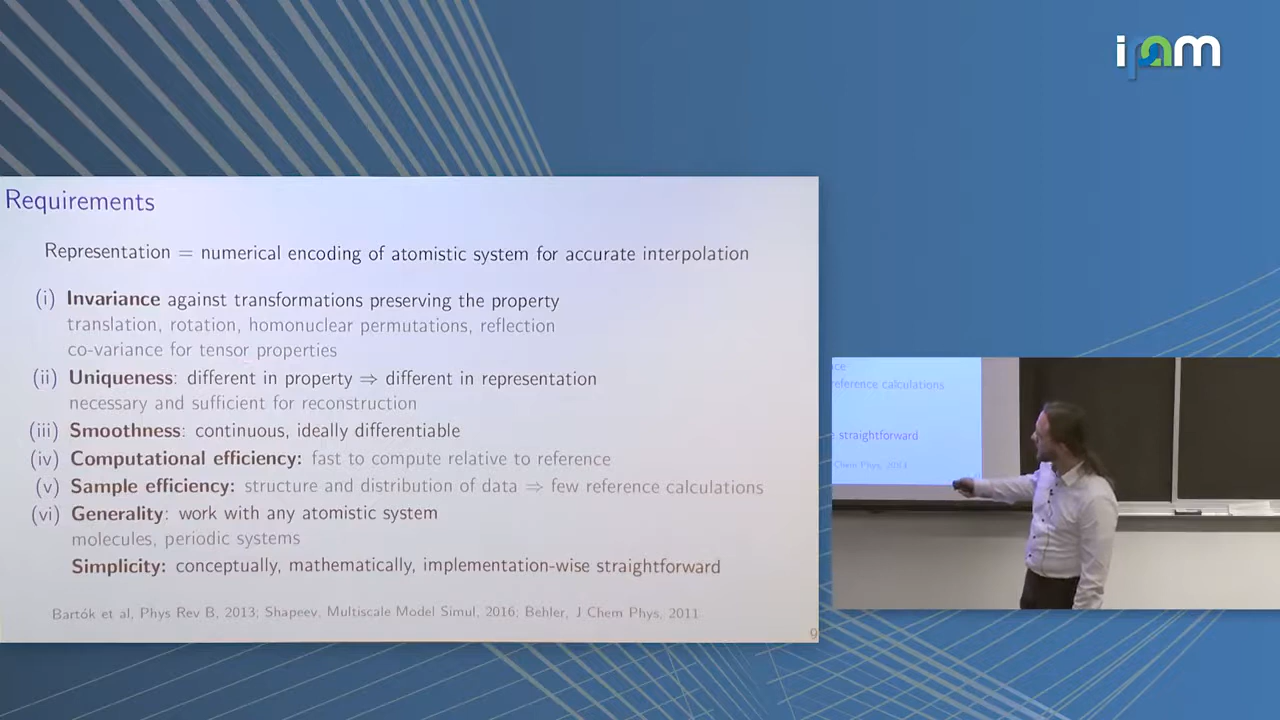 ipam
Requirements
Representation = numerical encoding of atomistic system for accurate interpolation
(i) Invariance against transformations preserving the property
translation, rotation, homonuclear permutations, reflection
co-variance for tensor properties
(ii) Uniqueness: different in property ⇒ different in representation
necessary and sufficient for reconstruction
(iii) Smoothness: continuous, ideally differentiable
(iv) Computational efficiency: fast to compute relative to reference
(v) Sample efficiency: structure and distribution of data ⇒ few reference calculations
(vi) Generality: work with any atomistic system
molecules, periodic systems
Simplicity: conceptually, mathematically, implementation-wise straightforward
Bartók et al, Phys Rev B, 2013; Shapeev, Multiscale Model Simul, 2016; Behler, J Chem Phys, 2011
9
reference calculations
straightforward
Chem Phys,